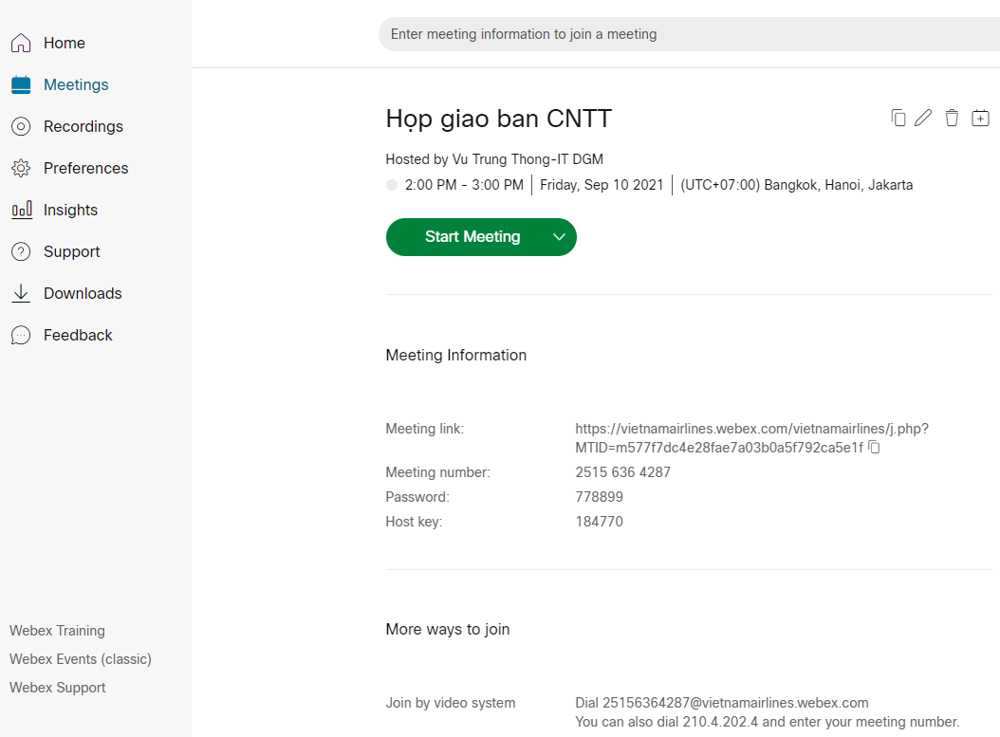 Home
Meetings
Recordings
Preferences
Insights
Support
Downloads
Feedback
Webex Training
Webex Events (classic)
Webex Support
Enter meeting information to join a meeting
Họp giao ban CNTT
Hosted by Vu Trung Thong-IT DGM
2:00 PM - 3:00 PM | Friday, Sep 10 2021 | (UTC+07:00) Bangkok, Hanoi, Jakarta
Start Meeting
Meeting Information
Meeting link: https://vietnamairlines.webex.com/vietnamairlines/j.php?
MTID=m577f7dc4e28fae7a03b0a5f792ca5e1f
Meeting number: 2515 636 4287
Password: 778899
Host key: 184770
More ways to join
Join by video system Dial 25156364287@vietnamairlines.webex.com
You can also dial 210.4.202.4 and enter your meeting number.